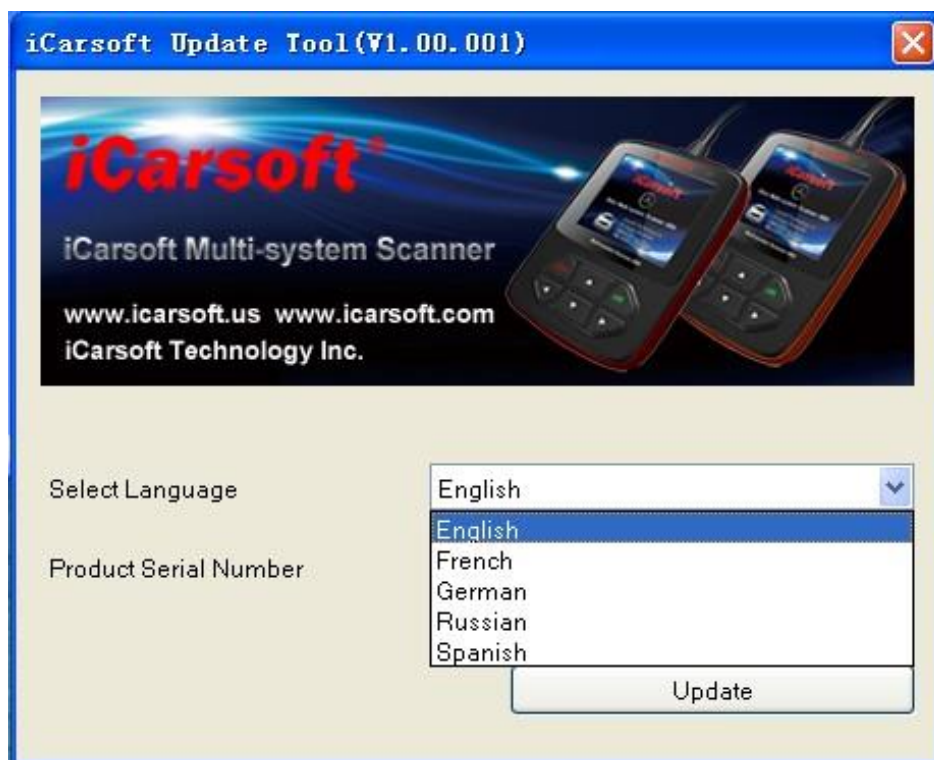 iCarsoft Update Tool(V1.00.001)
iCarsoft®
iCarsoft Multi-system Scanner
www.icarsoft.us www.icarsoft.com
iCarsoft Technology Inc.
Select Language
English
English
French
German
Russian
Spanish
Product Serial Number
Update